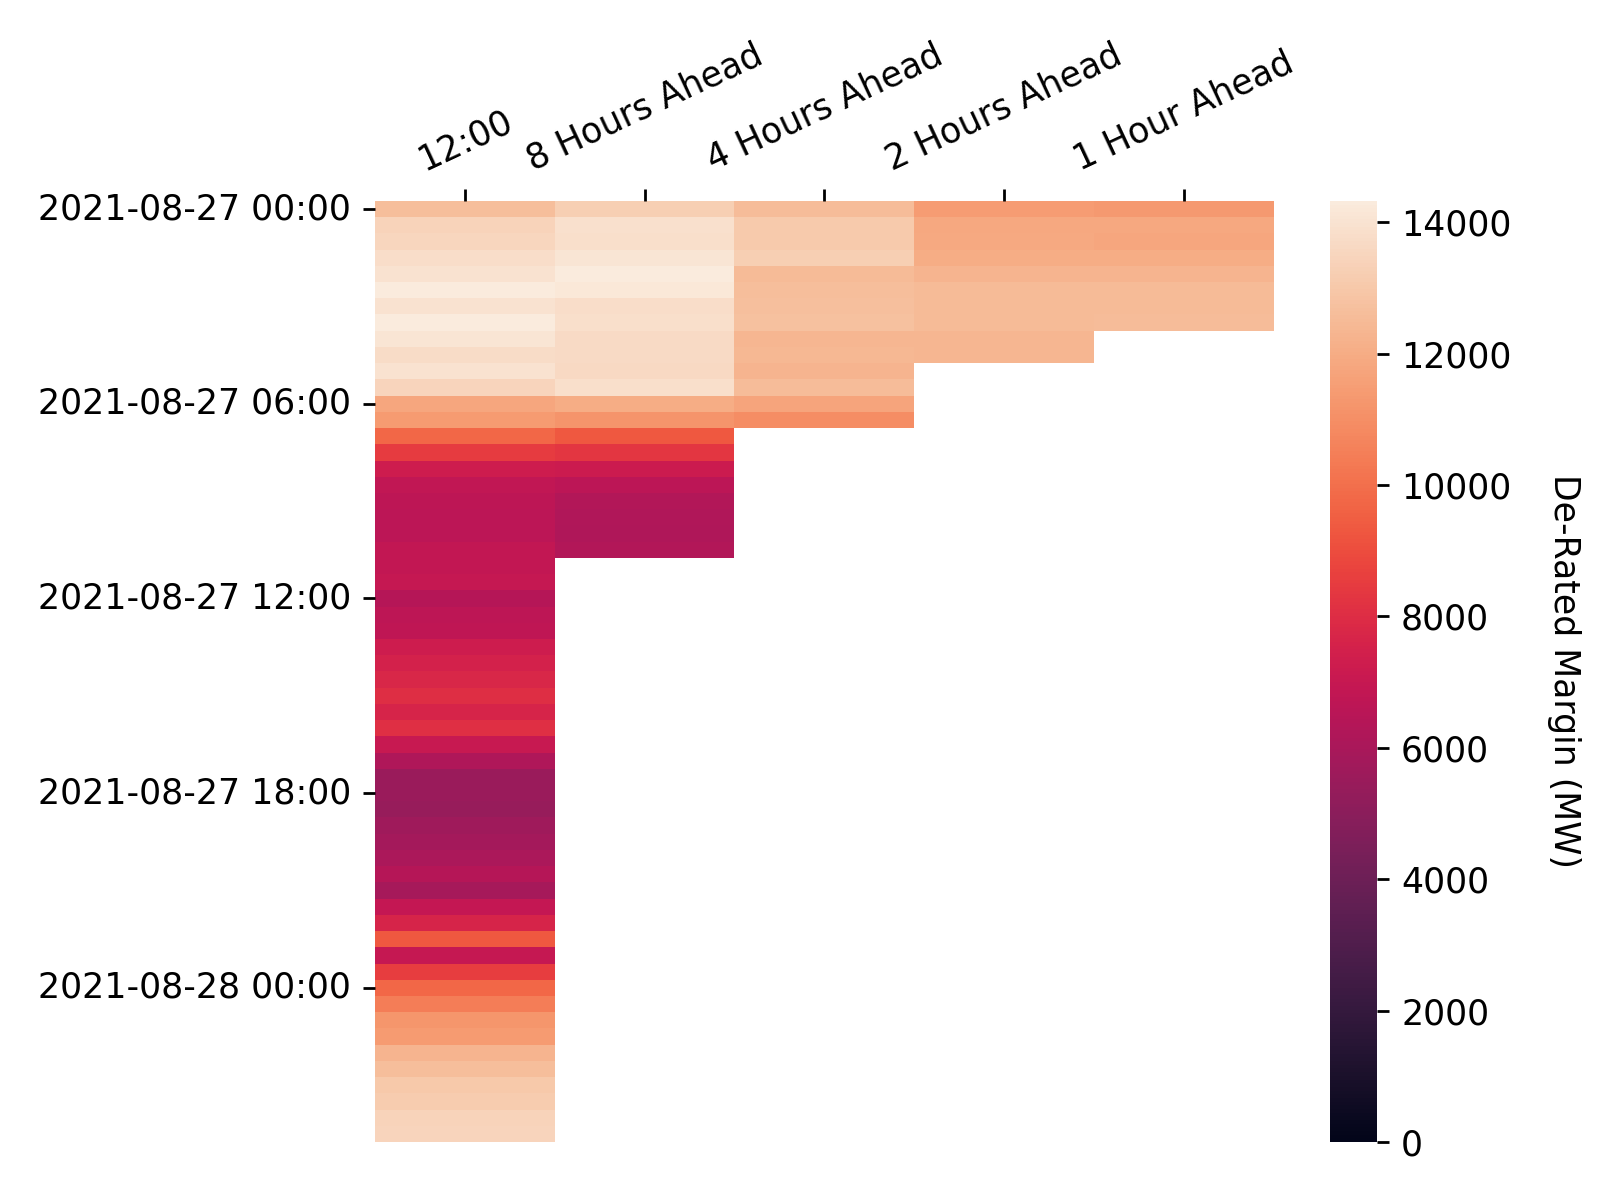 12:00
8 Hours Ahead
4 Hours Ahead
2 Hours Ahead
1 Hour Ahead
2021-08-27 00:00
2021-08-27 06:00
2021-08-27 12:00
2021-08-27 18:00
2021-08-28 00:00
14000
12000
10000
8000
6000
4000
2000
0
De-Rated Margin (MW)